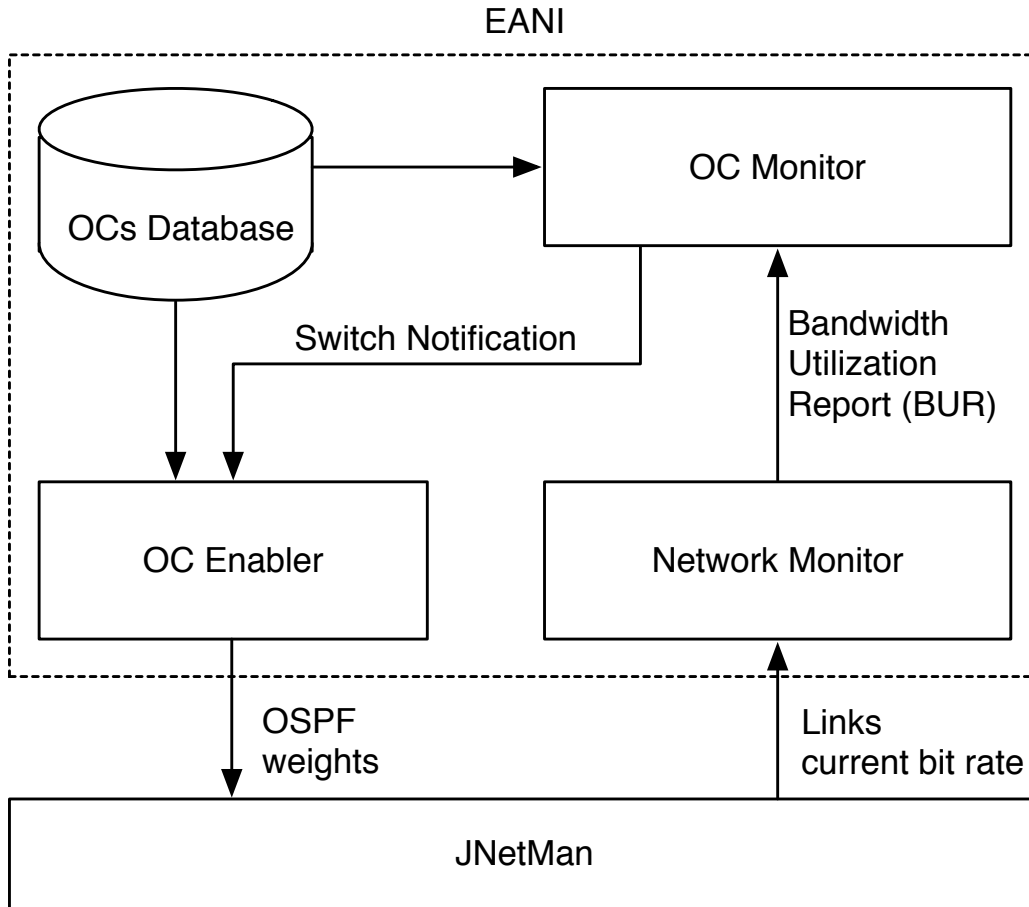 EANI
OCs Database
OC Monitor
Switch Notification
Bandwidth
Utilization
Report (BUR)
OC Enabler
Network Monitor
OSPF
weights
Links
current bit rate
JNetMan